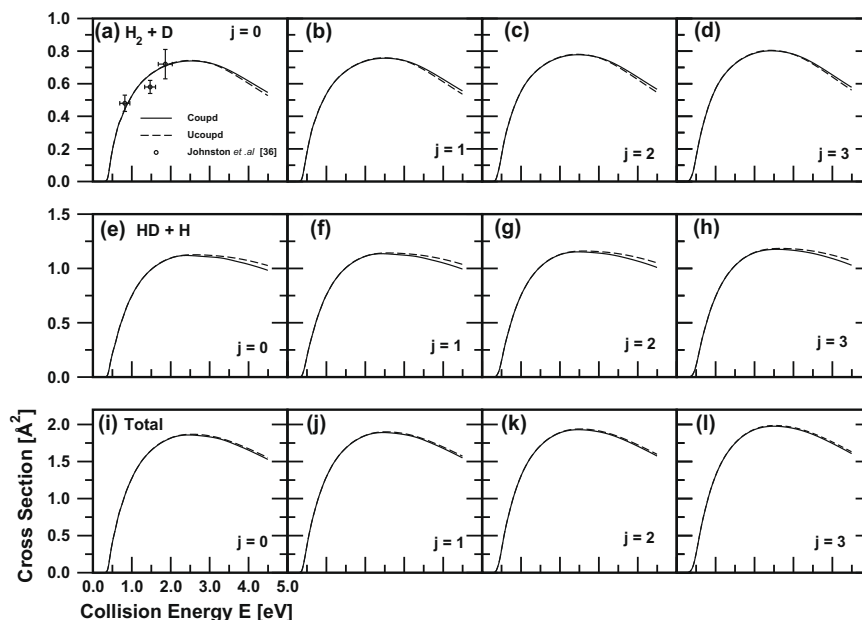 (a) H₂ + D j = 0
(b)
(c)
(d)
1.0
0.8
0.6
0.4
0.2
0.0
Coupd
Ucoupd
Johnston et .al [36]
j = 1
j = 2
j = 3
(e) HD + H
(f)
(g)
(h)
1.5
1.0
0.5
0.0
j = 0
j = 1
j = 2
j = 3
(i) Total
(j)
(k)
(l)
2.0
1.5
1.0
0.5
0.0
j = 0
j = 1
j = 2
j = 3
0.0 1.0 2.0 3.0 4.0 5.0
Cross Section [Å²]
Collision Energy E [eV]